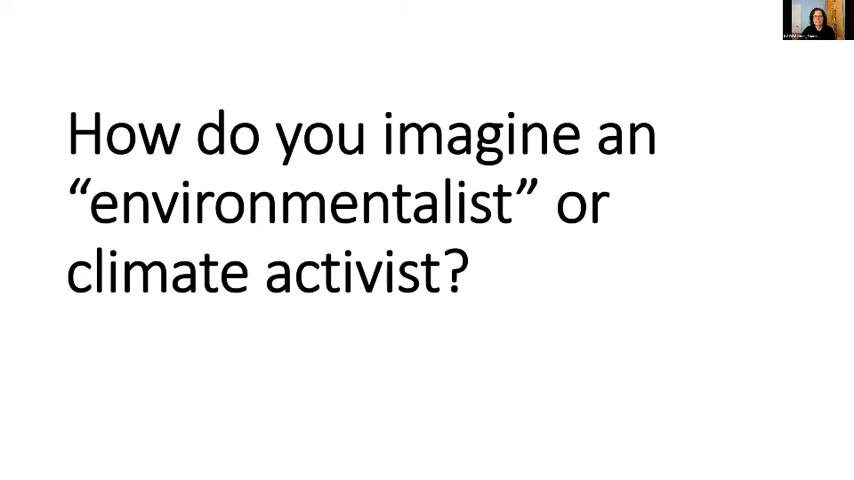 How do you imagine an
“environmentalist” or
climate activist?